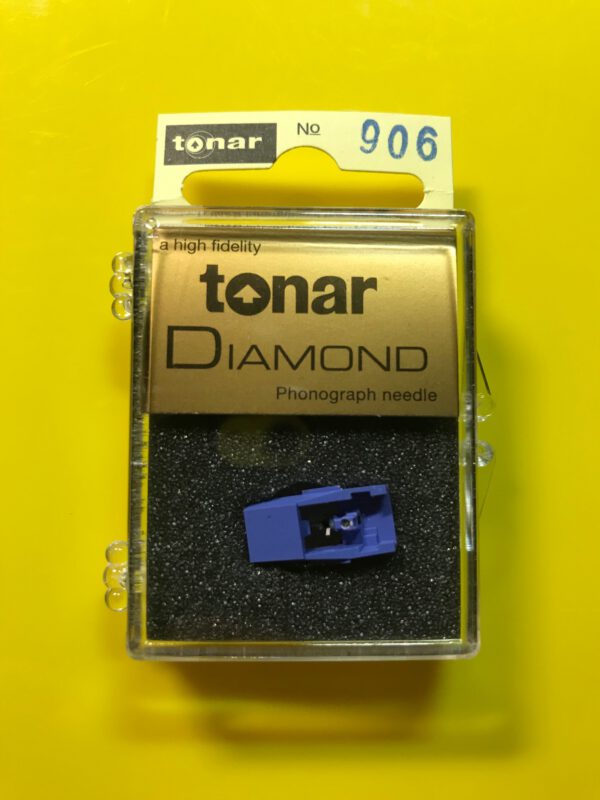 tonar No 906
a high fidelity
tonar
DIAMOND
Phonograph needle